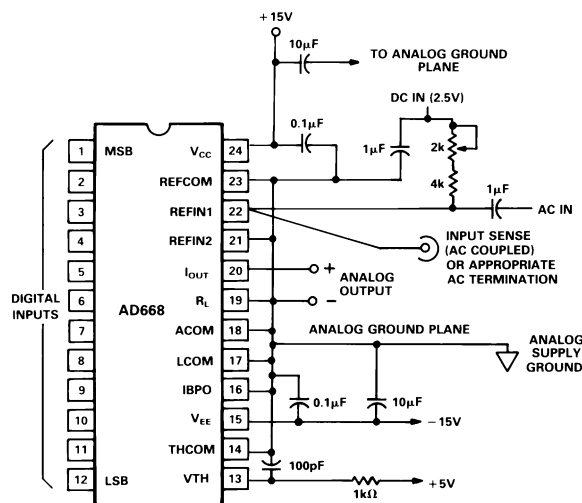 +15V
10µF
TO ANALOG GROUND
PLANE
DC IN (2.5V)
0.1µF
1µF
2k
4k
1µF
AC IN
1 MSB
2
3
4
5
6
7
8
9
10
11
12 LSB
DIGITAL
INPUTS
AD668
VCC 24
REFCOM 23
REFIN1 22
REFIN2 21
IOUT 20
RL 19
ACOM 18
LCOM 17
IBPO 16
VEE 15
THCOM 14
VTH 13
INPUT SENSE
(AC COUPLED)
OR APPROPRIATE
AC TERMINATION
+
ANALOG
OUTPUT
–
ANALOG GROUND PLANE
ANALOG
SUPPLY
GROUND
0.1µF
10µF
–15V
100pF
1kΩ
+5V